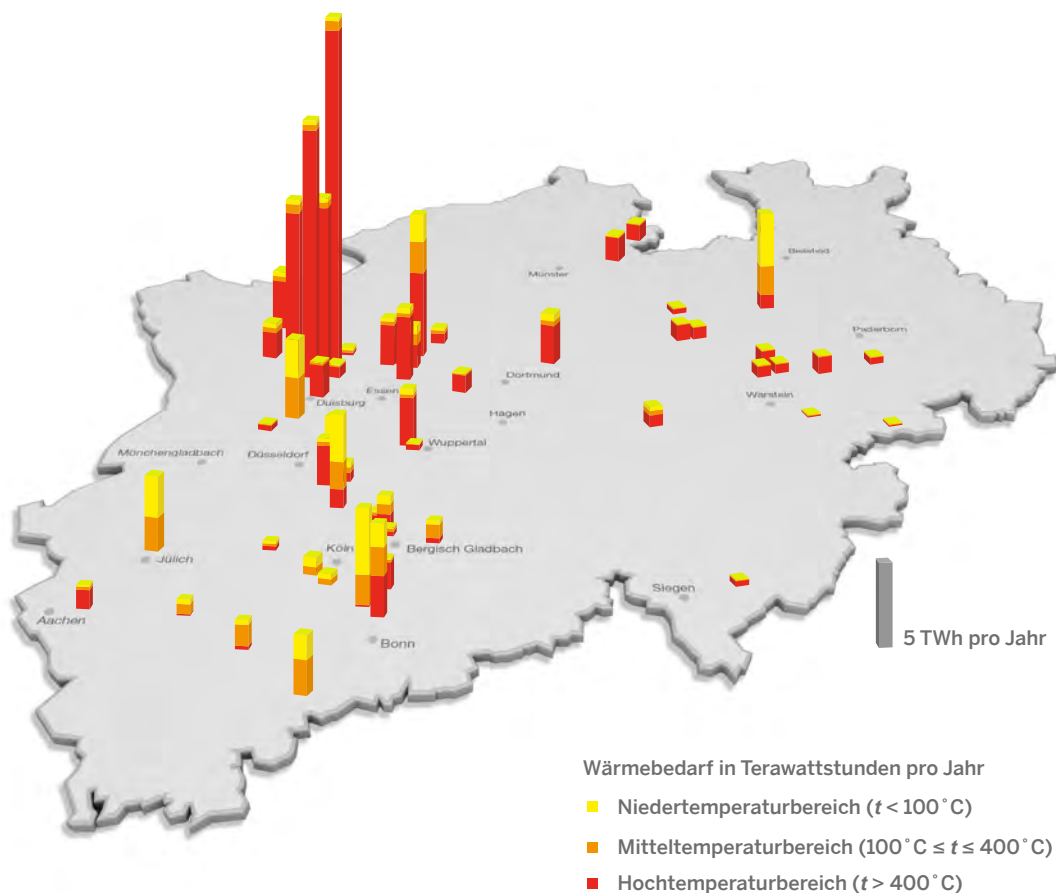 Bielefeld
Münster
Paderborn
Dortmund
Essen
Duisburg
Warstein
Hagen
Wuppertal
Mönchengladbach
Düsseldorf
Köln
Bergisch Gladbach
Jülich
Siegen
Aachen
Bonn
5 TWh pro Jahr
Wärmebedarf in Terawattstunden pro Jahr
Niedertemperaturbereich (t < 100°C)
Mitteltemperaturbereich (100°C ≤ t ≤ 400°C)
Hochtemperaturbereich (t > 400°C)